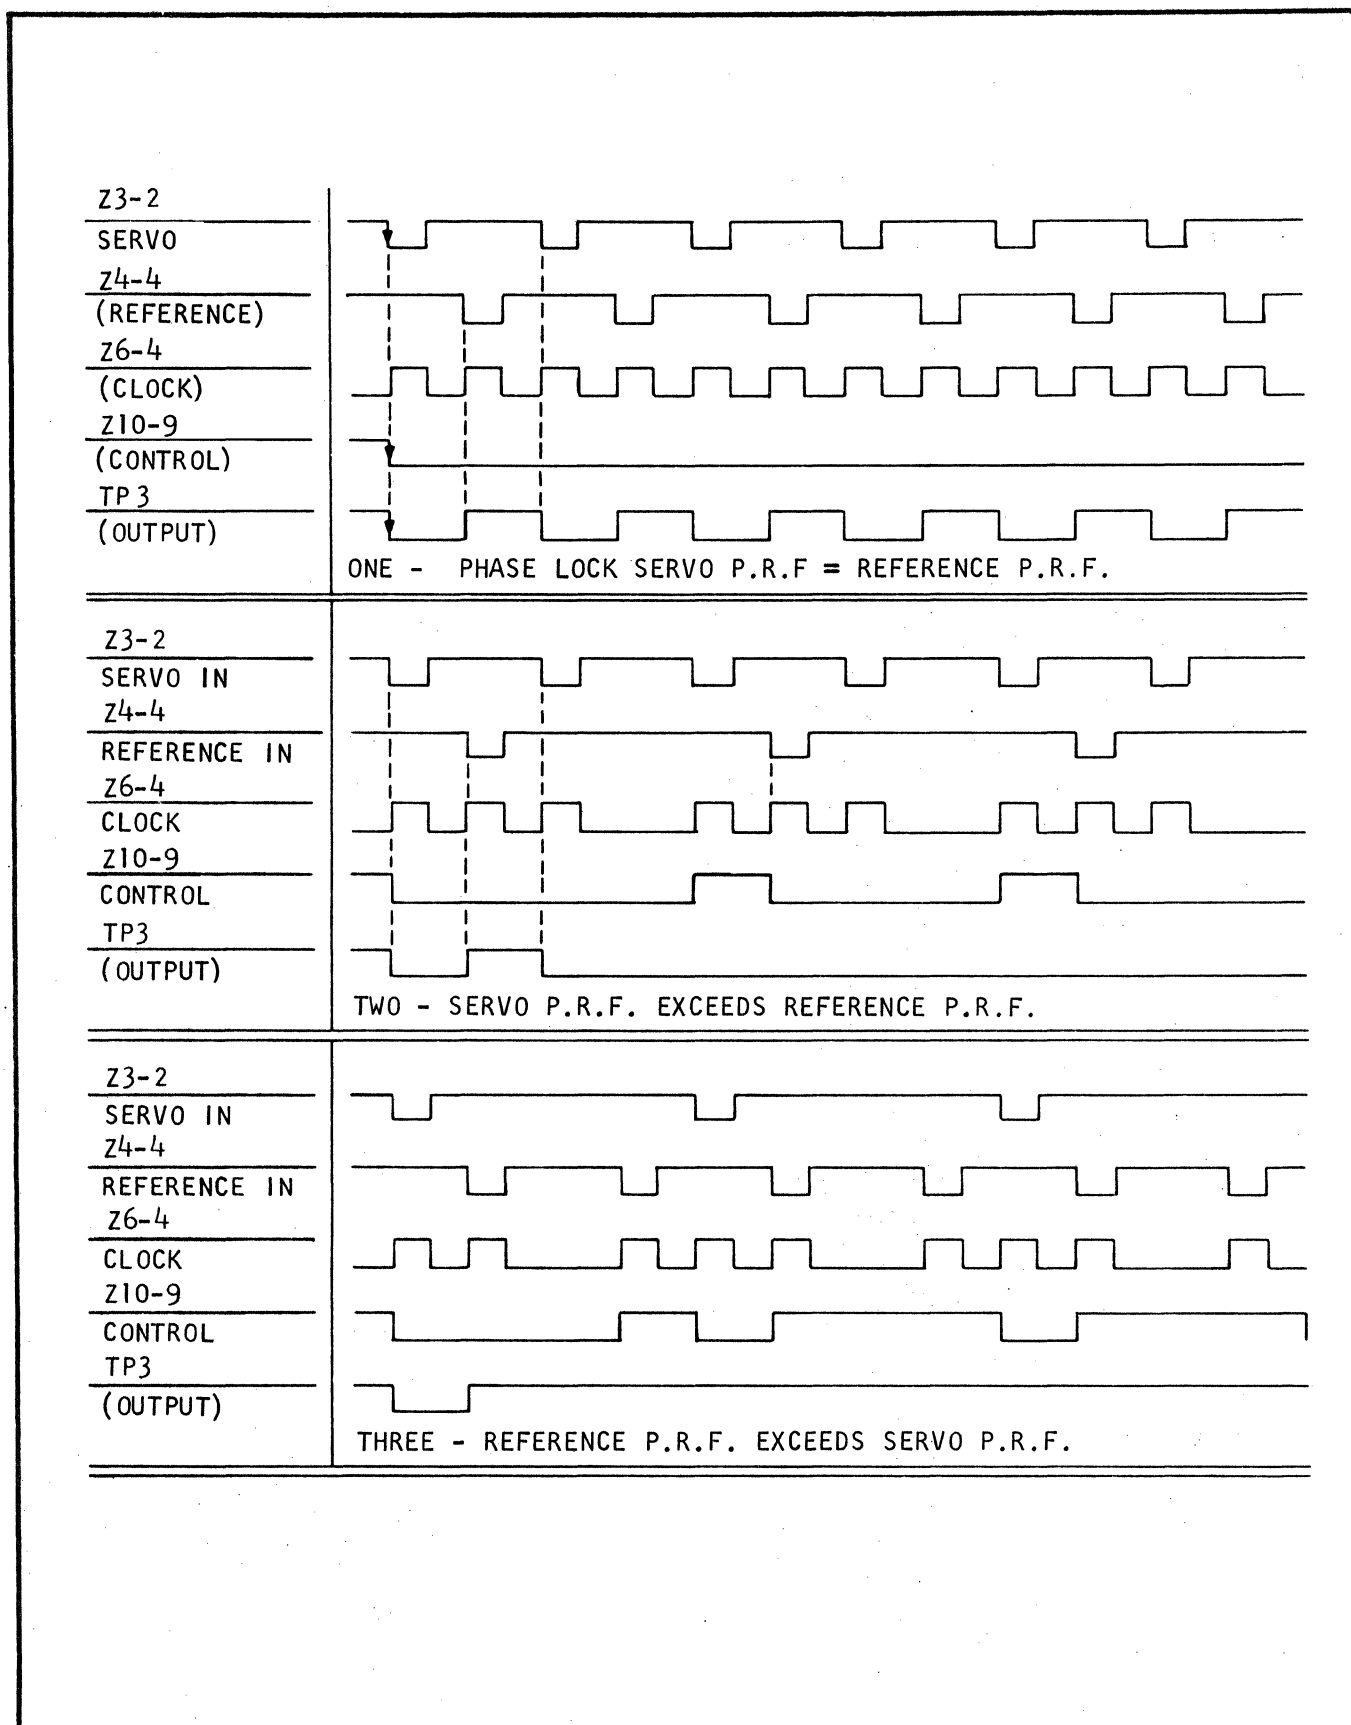 Z3-2
SERVO
Z4-4
(REFERENCE)
Z6-4
(CLOCK)
Z10-9
(CONTROL)
TP3
(OUTPUT)
ONE - PHASE LOCK SERVO P.R.F = REFERENCE P.R.F.
Z3-2
SERVO IN
Z4-4
REFERENCE IN
Z6-4
CLOCK
Z10-9
CONTROL
TP3
(OUTPUT)
TWO - SERVO P.R.F. EXCEEDS REFERENCE P.R.F.
Z3-2
SERVO IN
Z4-4
REFERENCE IN
Z6-4
CLOCK
Z10-9
CONTROL
TP3
(OUTPUT)
THREE - REFERENCE P.R.F. EXCEEDS SERVO P.R.F.